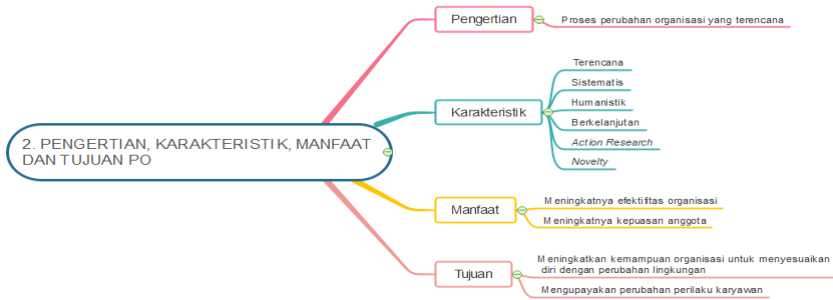 2. PENGERTIAN, KARAKTERISTIK, MANFAAT
DAN TUJUAN PO
Pengertian
Proses perubahan organisasi yang terencana
Karakteristik
Terencana
Sistematis
Humanistik
Berkelanjutan
Action Research
Novelty
Manfaat
Meningkatnya efektifitas organisasi
Meningkatnya kepuasan anggota
Tujuan
Meningkatkan kemampuan organisasi untuk menyesuaikan
diri dengan perubahan lingkungan
Mengupayakan perubahan perilaku karyawan